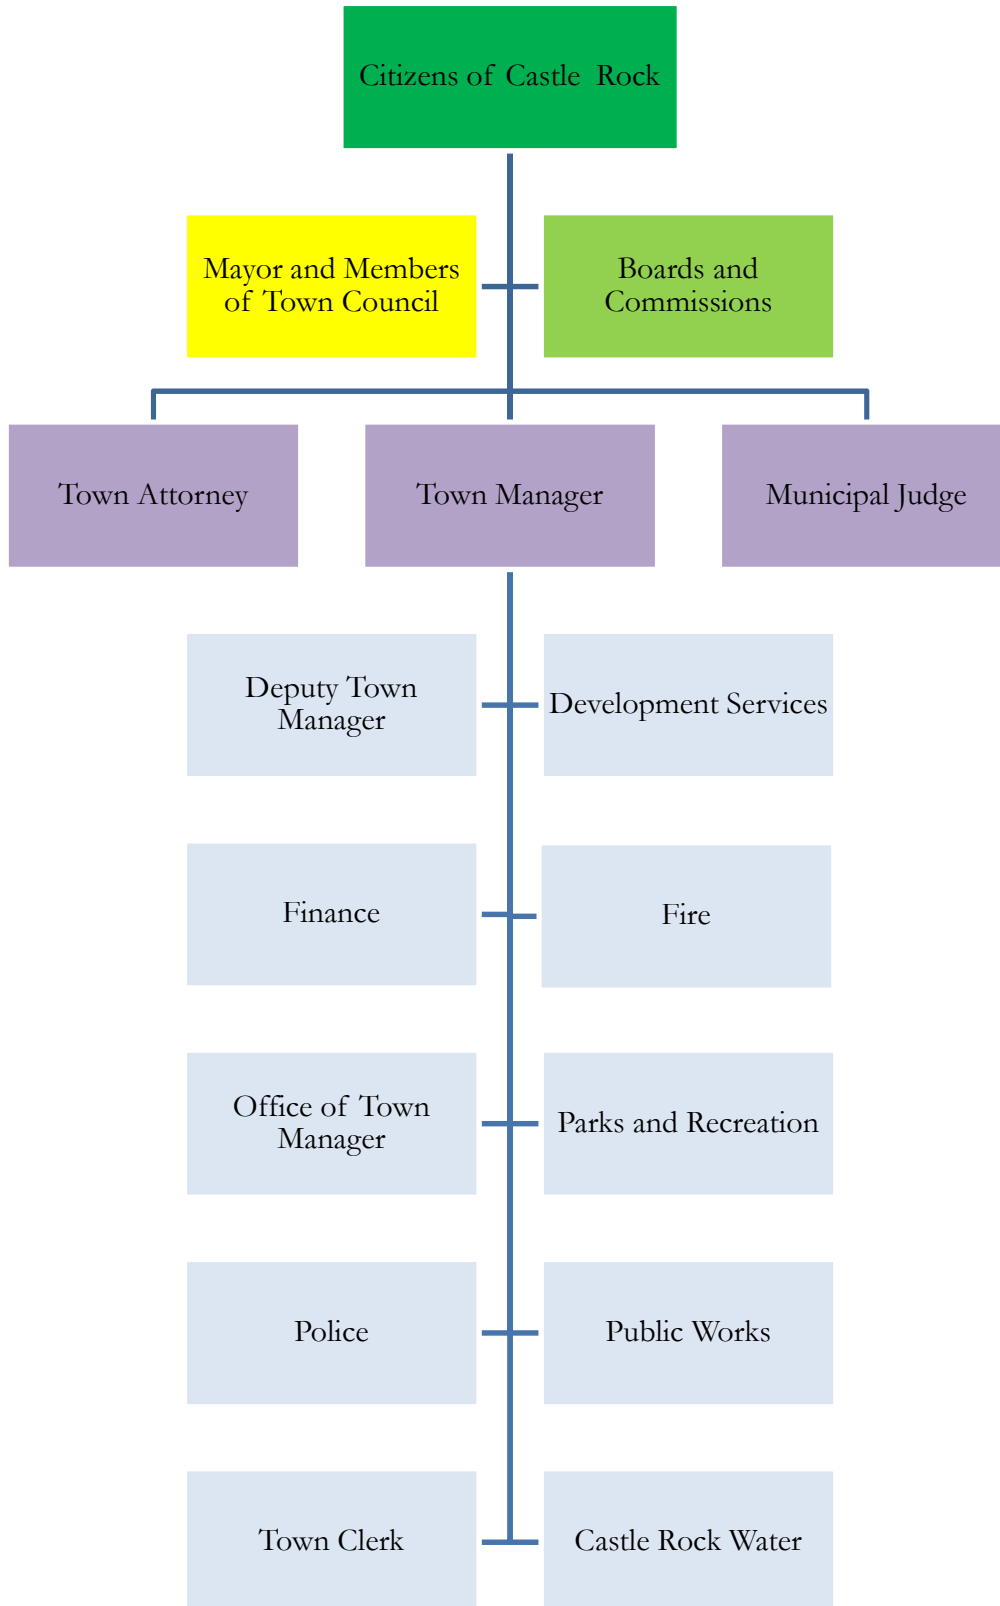 Citizens of Castle Rock
Mayor and Members
of Town Council
Boards and
Commissions
Town Attorney
Town Manager
Municipal Judge
Deputy Town
Manager
Development Services
Finance
Fire
Office of Town
Manager
Parks and Recreation
Police
Public Works
Town Clerk
Castle Rock Water